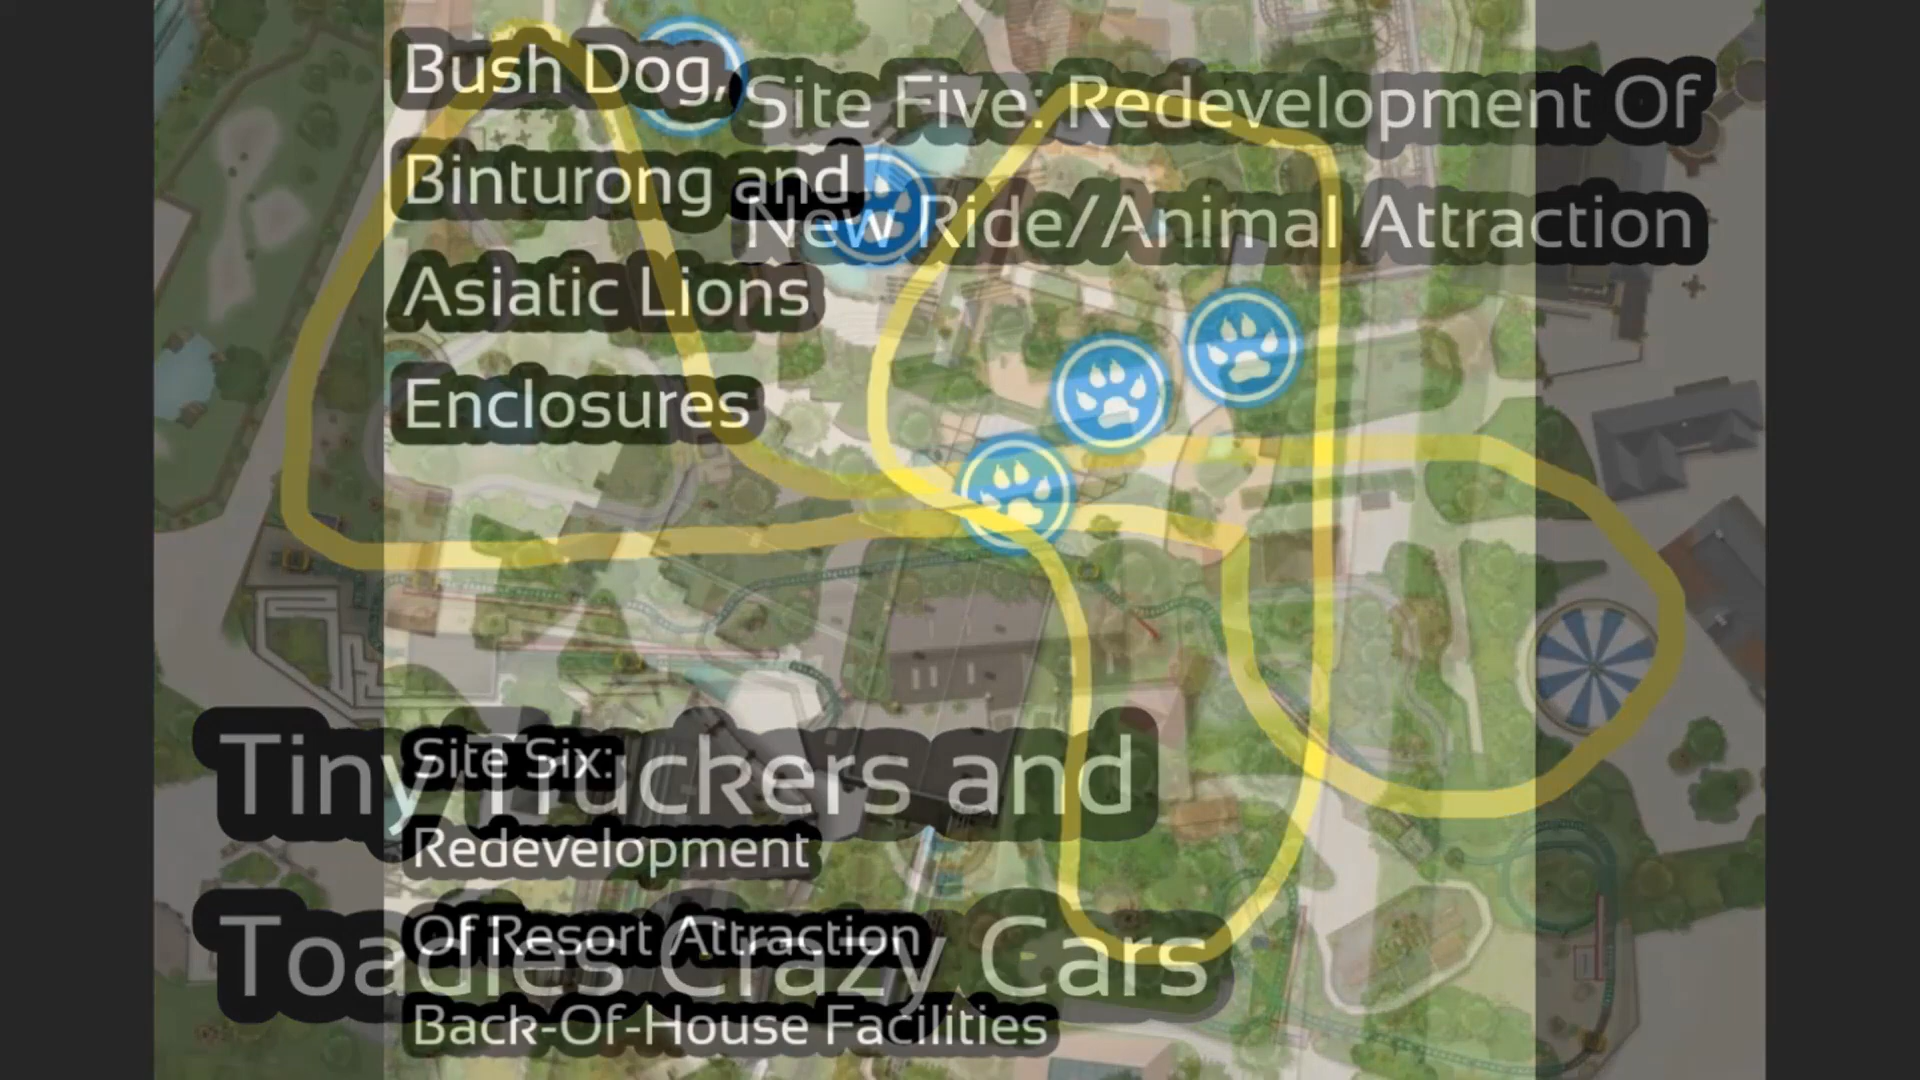 Bush Dog,
Binturong and
Asiatic Lions
Enclosures
Site Five: Redevelopment Of
New Ride/Animal Attraction
Tiny Truckers and
Toadies Crazy Cars
Site Six:
Redevelopment
Of Resort Attraction
Back-Of-House Facilities